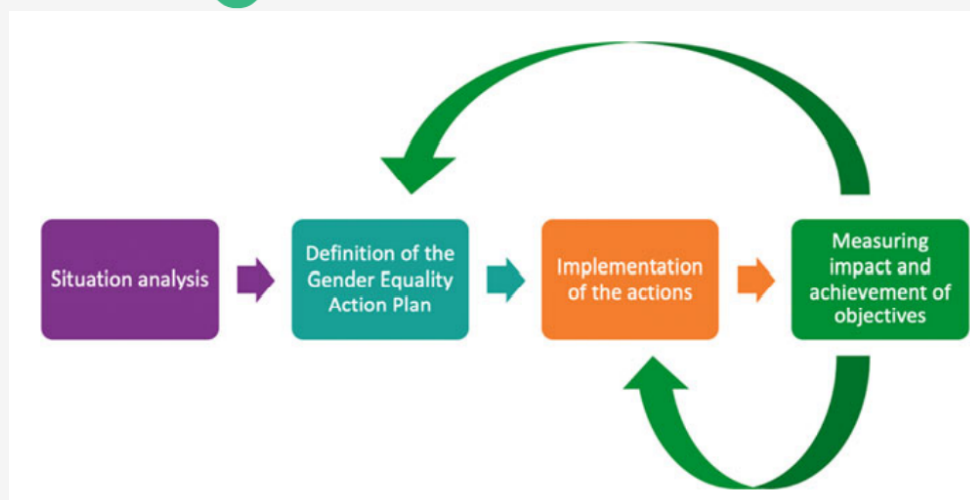 Situation analysis
Definition of the
Gender Equality
Action Plan
Implementation
of the actions
Measuring
impact and
achievement of
objectives